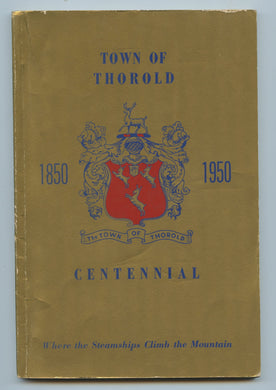 TOWN OF
THOROLD
1850 1950
The TOWN OF THOROLD
CENTENNIAL
Where the Steamships Climb the Mountain